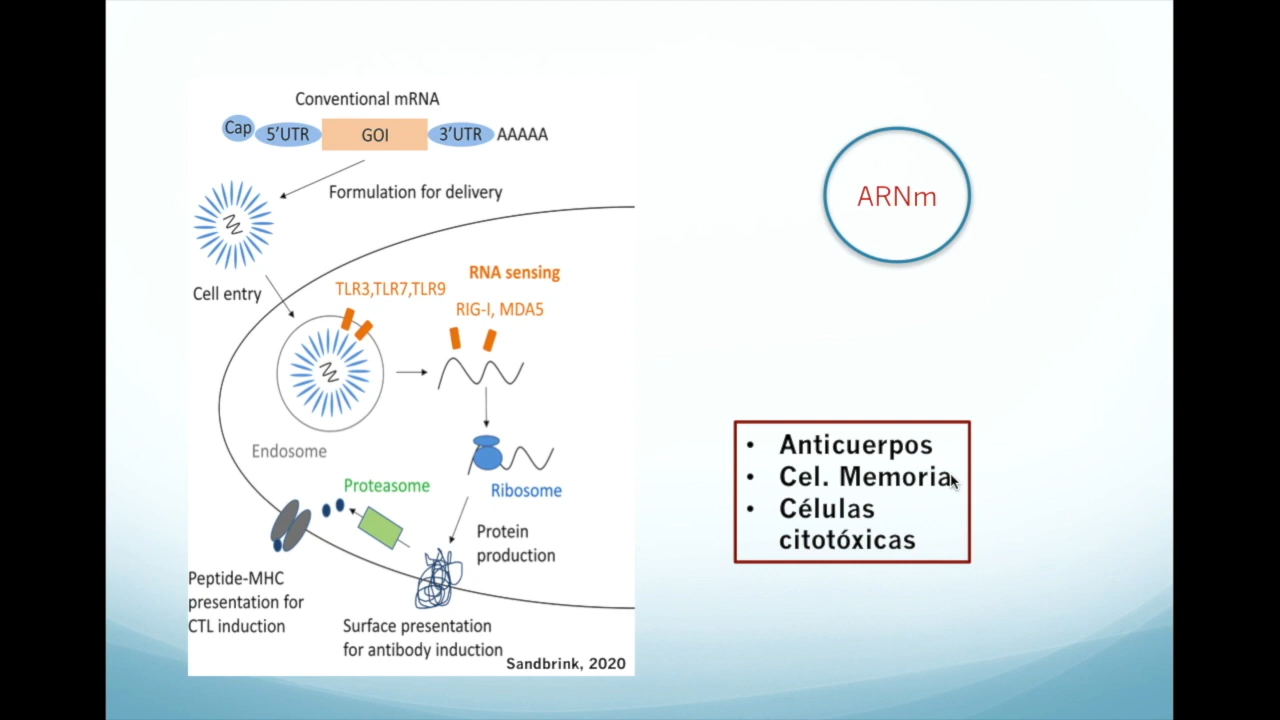 Conventional mRNA
Cap 5'UTR GOI 3'UTR AAAAA
Formulation for delivery
Cell entry
RNA sensing
TLR3,TLR7,TLR9
RIG-I, MDA5
Endosome
Proteasome
Ribosome
Protein
production
Peptide-MHC
presentation for
CTL induction
Surface presentation
for antibody induction
Sandbrink, 2020
ARNm
• Anticuerpos
• Cel. Memoria
• Células
citotóxicas